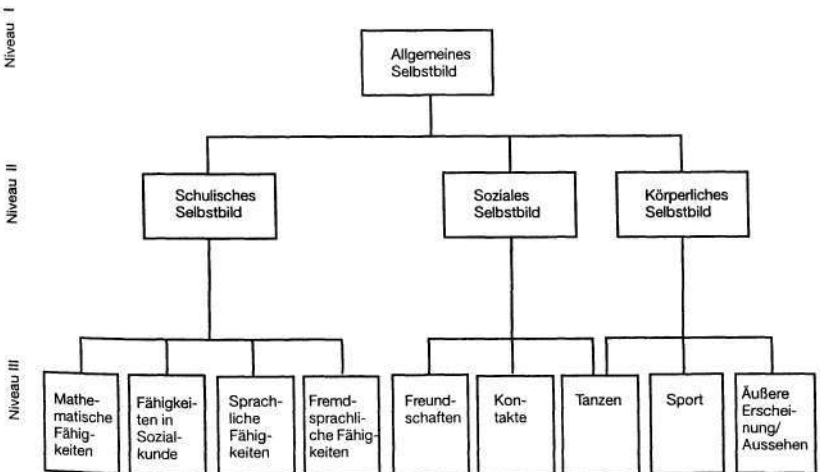 Niveau I
Allgemeines
Selbstbild
Niveau II
Schulisches
Selbstbild
Soziales
Selbstbild
Körperliches
Selbstbild
Niveau III
Mathe-
matische
Fähig-
keiten
Fähigkei-
ten in
Sozial-
kunde
Sprach-
liche
Fähig-
keiten
Fremd-
sprachli-
che Fähig-
keiten
Freund-
schaften
Kon-
takte
Tanzen
Sport
Äußere
Erschei-
nung/
Aussehen